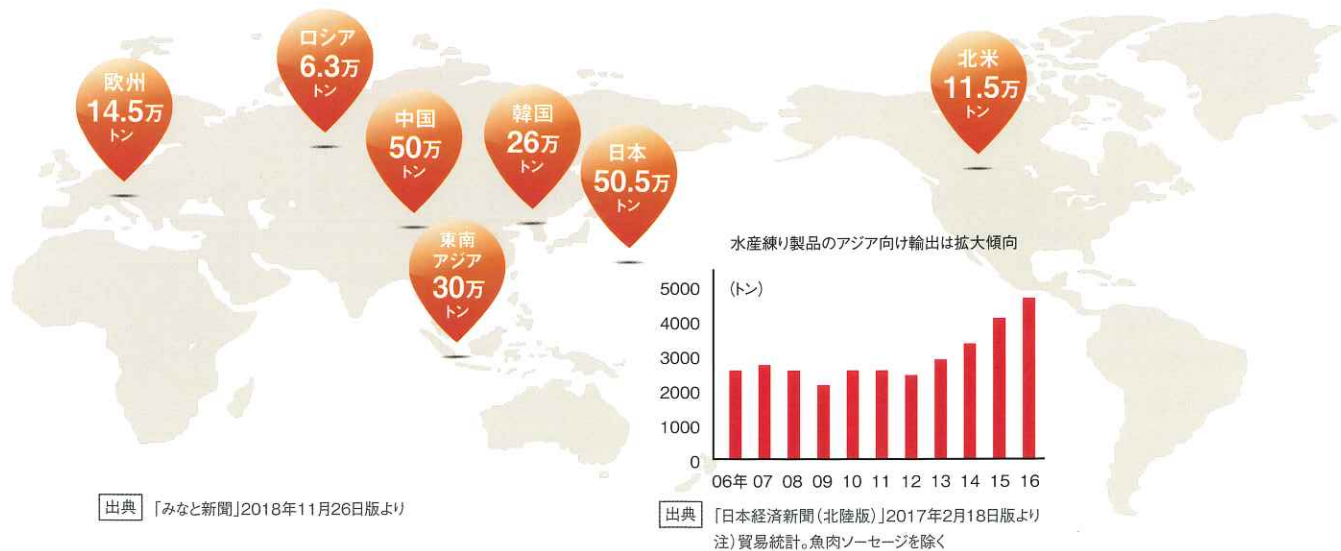 ロシア
6.3万
トン
欧州
14.5万
トン
中国
50万
トン
韓国
26万
トン
日本
50.5万
トン
東南
アジア
30万
トン
北米
11.5万
トン
水産練り製品のアジア向け輸出は拡大傾向
(トン)
5000
4000
3000
2000
1000
0
06年 07 08 09 10 11 12 13 14 15 16
出典 「みなと新聞」2018年11月26日版より
出典 「日本経済新聞(北陸版)」2017年2月18日版より
注)貿易統計。魚肉ソーセージを除く